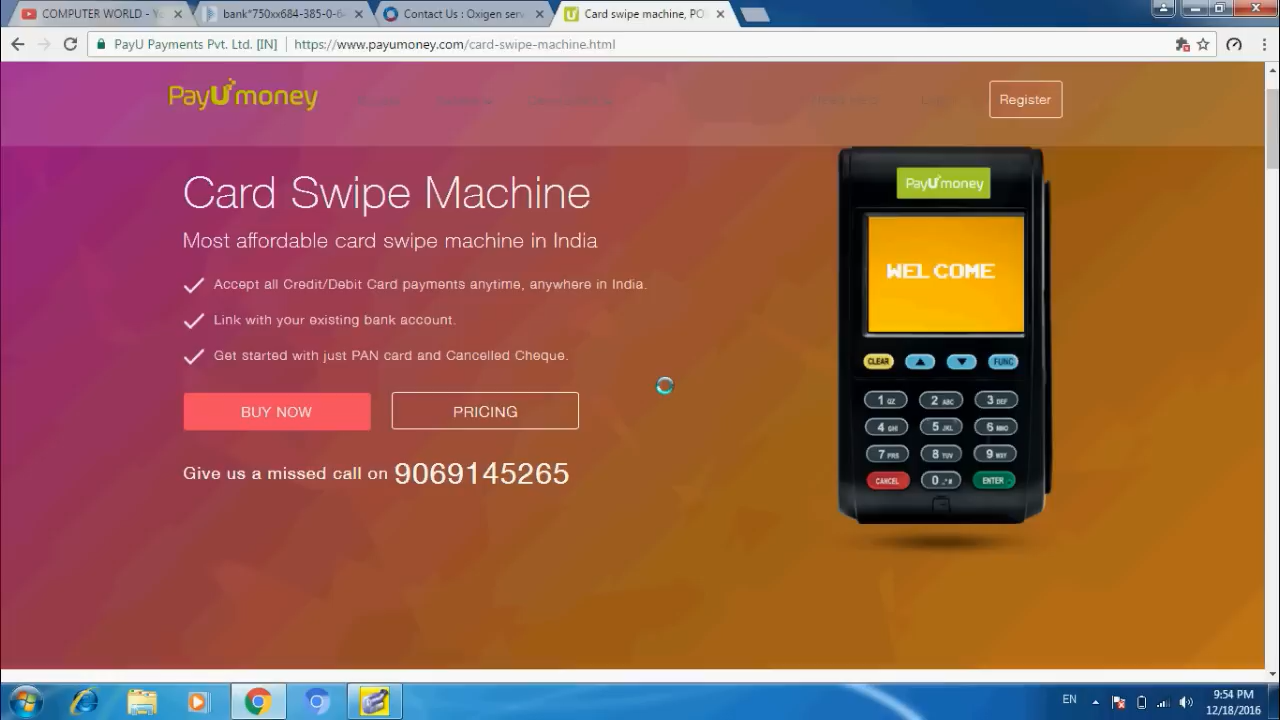 COMPUTER WORLD - Yo
bank*750xx684-385-0-6
Contact Us : Oxigen serv
Card swipe machine, PO
PayU Payments Pvt. Ltd. [IN]
https://www.payumoney.com/card-swipe-machine.html
PayUmoney
Register
Card Swipe Machine
Most affordable card swipe machine in India
Accept all Credit/Debit Card payments anytime, anywhere in India.
Link with your existing bank account.
Get started with just PAN card and Cancelled Cheque.
BUY NOW
PRICING
Give us a missed call on 9069145265
PayUmoney
WELCOME
CLEAR
FUNC
1 QZ
2 ABC
3 DEF
4 GHI
5 JKL
6 MNO
7 PRS
8 TUV
9 WXY
CANCEL
0
ENTER
EN
9:54 PM
12/18/2016